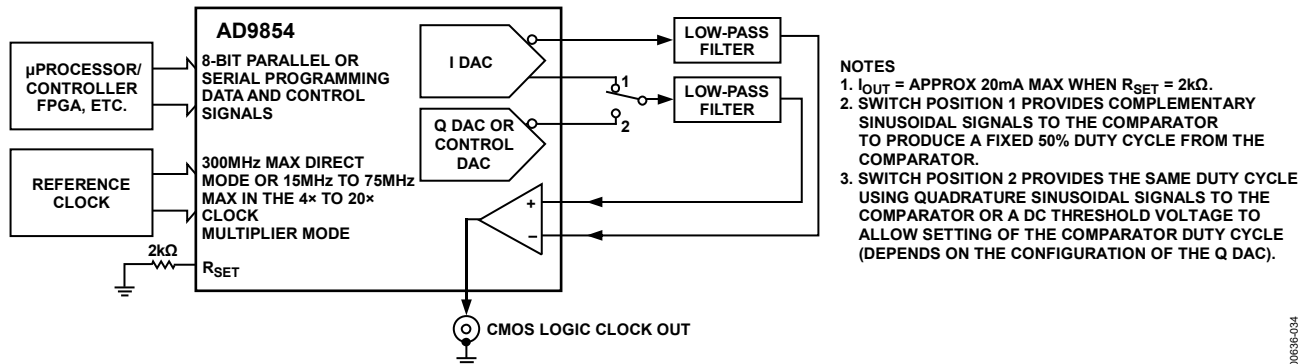 AD9854
µPROCESSOR/
CONTROLLER
FPGA, ETC.
8-BIT PARALLEL OR
SERIAL PROGRAMMING
DATA AND CONTROL
SIGNALS
REFERENCE
CLOCK
300MHz MAX DIRECT
MODE OR 15MHz TO 75MHz
MAX IN THE 4× TO 20×
CLOCK
MULTIPLIER MODE
2kΩ
RSET
I DAC
Q DAC OR
CONTROL
DAC
1
2
LOW-PASS
FILTER
LOW-PASS
FILTER
+
–
CMOS LOGIC CLOCK OUT
NOTES
1. IOUT = APPROX 20mA MAX WHEN RSET = 2kΩ.
2. SWITCH POSITION 1 PROVIDES COMPLEMENTARY
SINUSOIDAL SIGNALS TO THE COMPARATOR
TO PRODUCE A FIXED 50% DUTY CYCLE FROM THE
COMPARATOR.
3. SWITCH POSITION 2 PROVIDES THE SAME DUTY CYCLE
USING QUADRATURE SINUSOIDAL SIGNALS TO THE
COMPARATOR OR A DC THRESHOLD VOLTAGE TO
ALLOW SETTING OF THE COMPARATOR DUTY CYCLE
(DEPENDS ON THE CONFIGURATION OF THE Q DAC).
00636-034